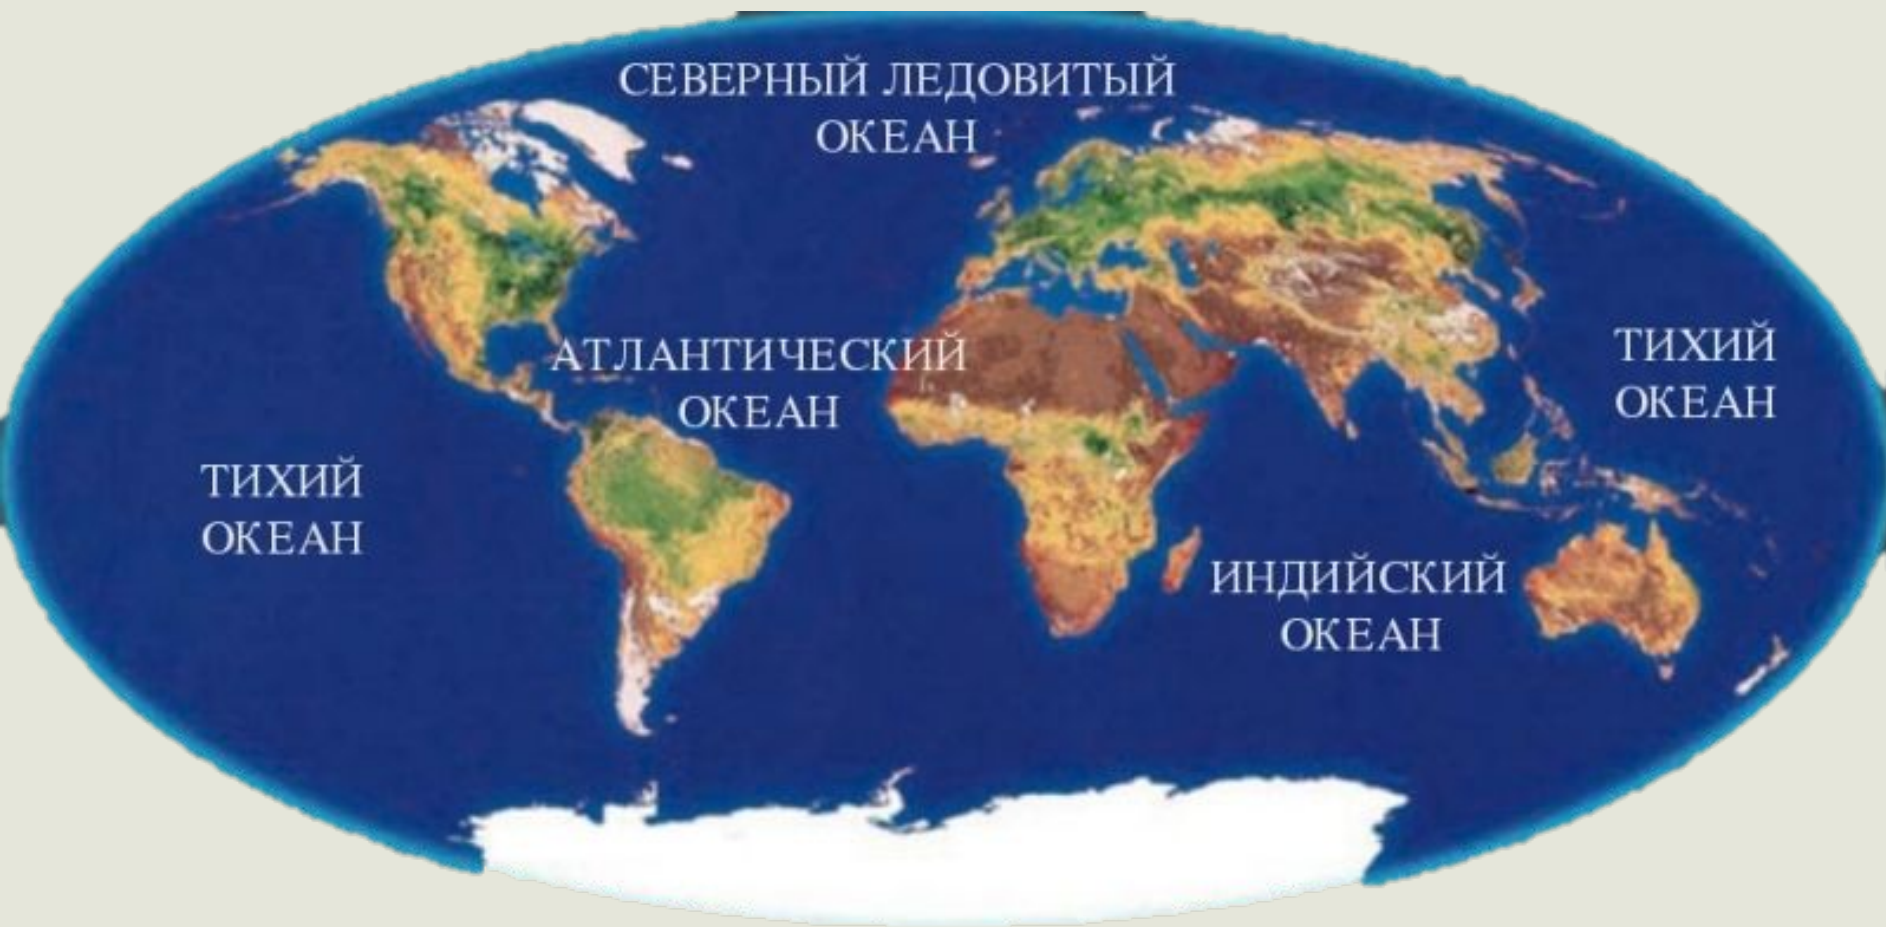 СЕВЕРНЫЙ ЛЕДОВИТЫЙ
ОКЕАН
АТЛАНТИЧЕСКИЙ
ОКЕАН
ТИХИЙ
ОКЕАН
ТИХИЙ
ОКЕАН
ИНДИЙСКИЙ
ОКЕАН